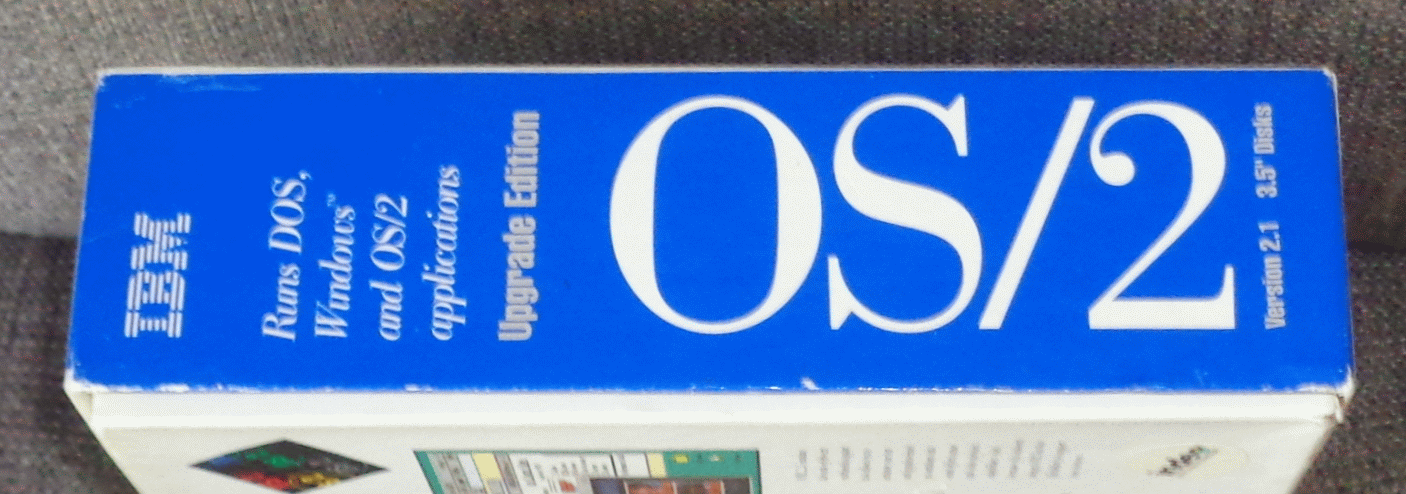 IBM
Runs DOS,
Windows™
and OS/2
applications
Upgrade Edition
OS/2
Version 2.1 3.5" Disks